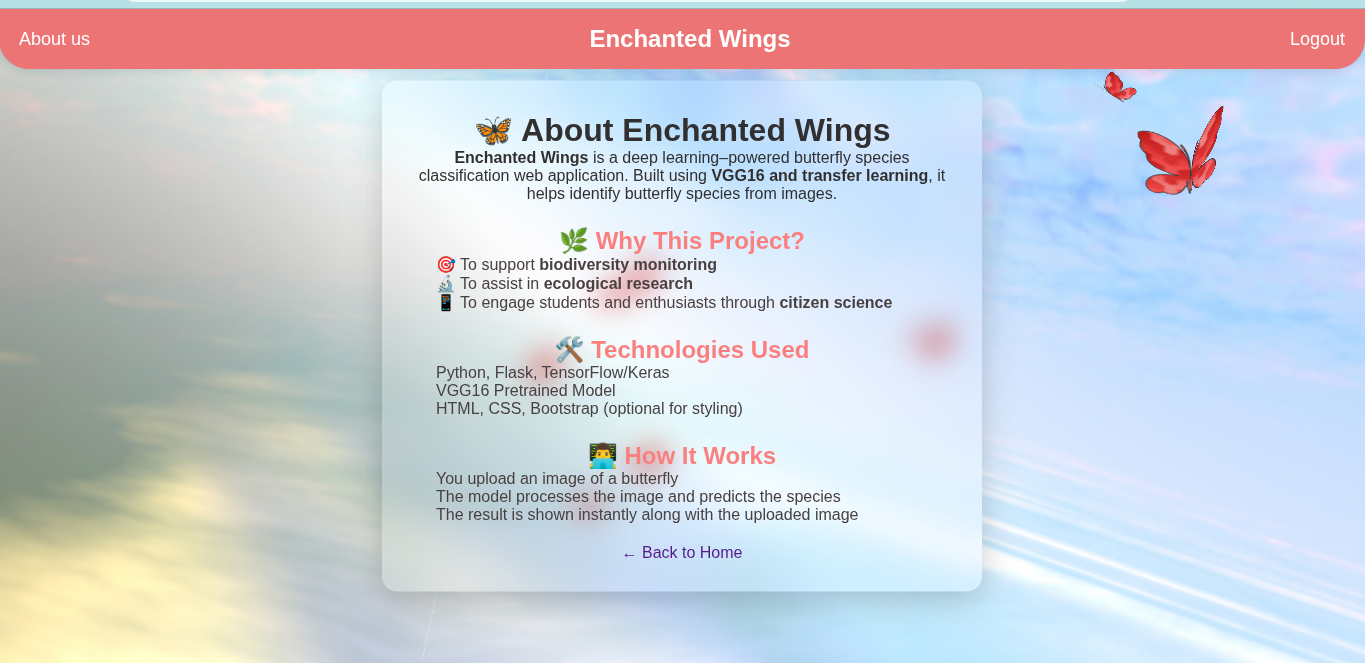 About us
Enchanted Wings
Logout
🦋 About Enchanted Wings
Enchanted Wings is a deep learning–powered butterfly species
classification web application. Built using VGG16 and transfer learning, it
helps identify butterfly species from images.
🌿 Why This Project?
🎯 To support biodiversity monitoring
🔬 To assist in ecological research
📱 To engage students and enthusiasts through citizen science
🛠️ Technologies Used
Python, Flask, TensorFlow/Keras
VGG16 Pretrained Model
HTML, CSS, Bootstrap (optional for styling)
👨‍💻 How It Works
You upload an image of a butterfly
The model processes the image and predicts the species
The result is shown instantly along with the uploaded image
← Back to Home